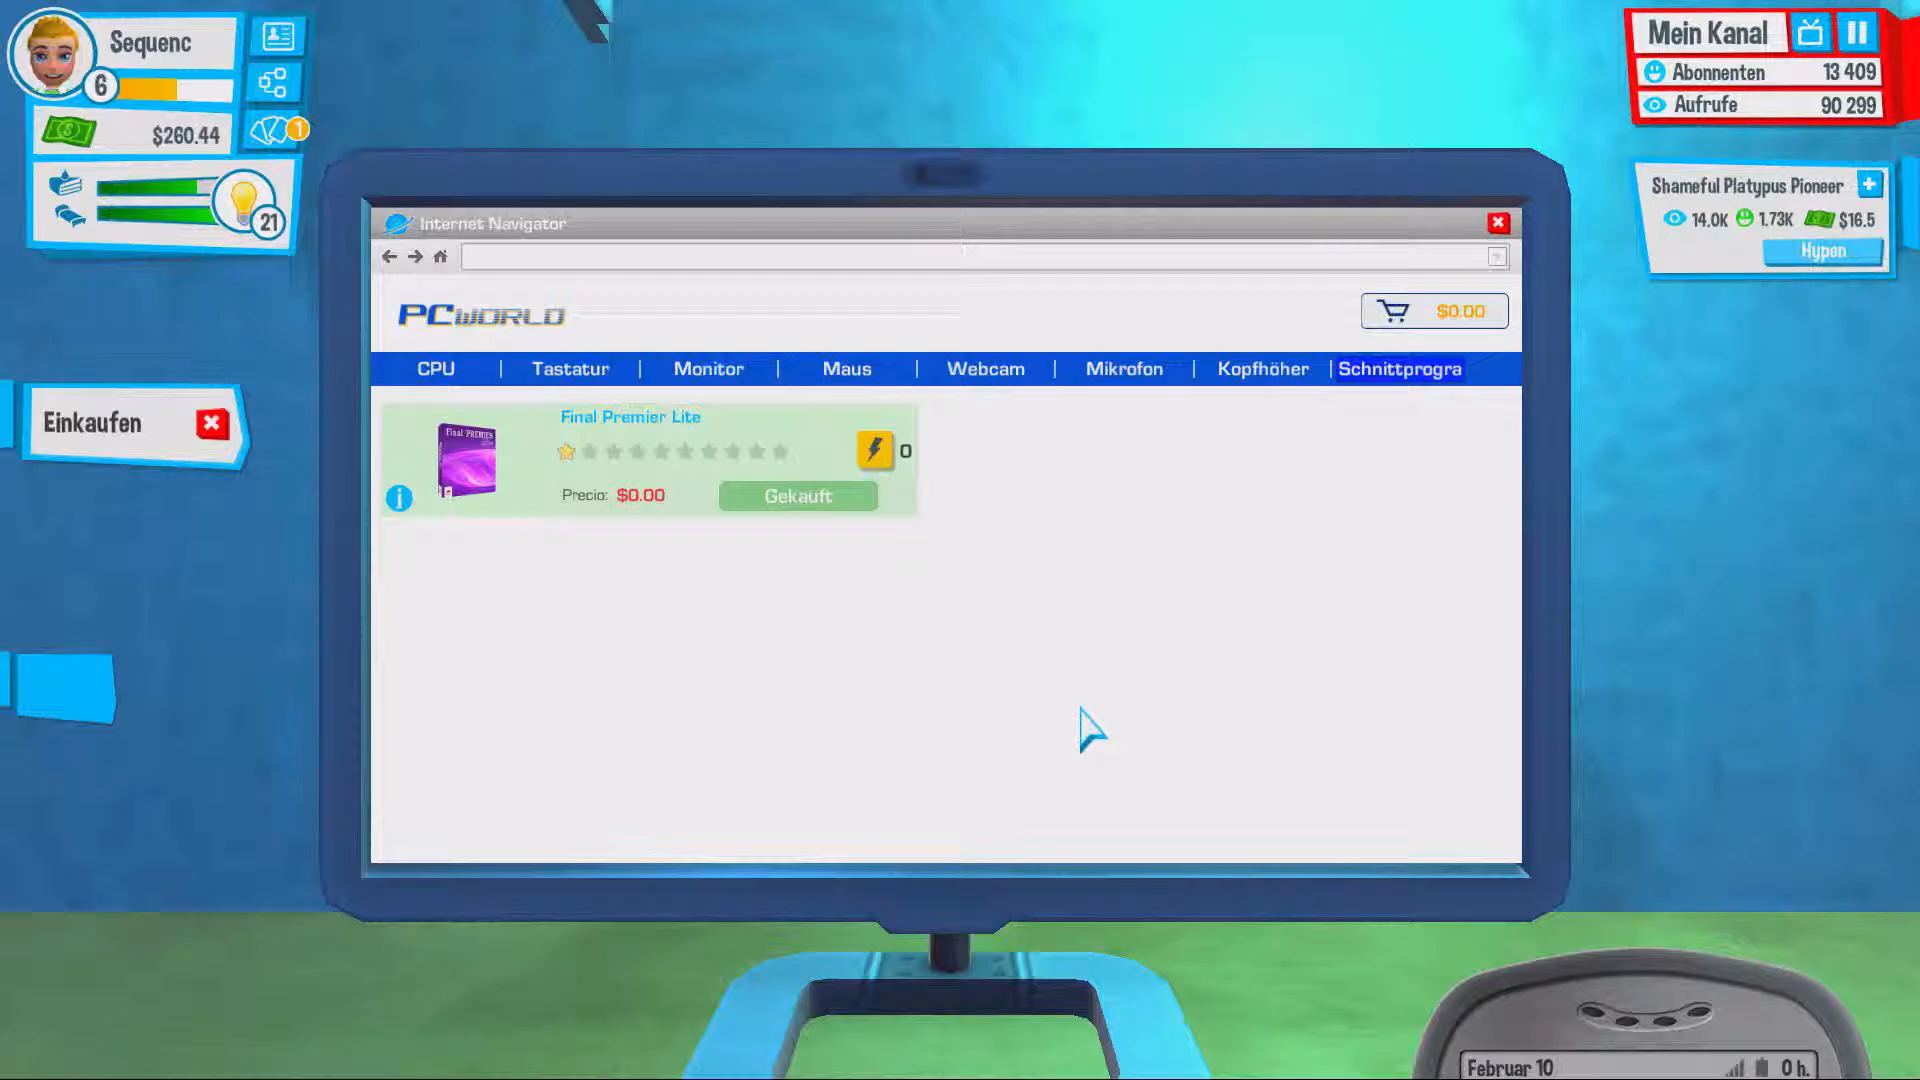 Sequenc
6
$260.44
1
21
Mein Kanal
Abonnenten 13 409
Aufrufe 90 299
Shameful Platypus Pioneer
14.0K 1.73K $16.5
Hypen
Einkaufen
Internet Navigator
PCWORLD
$0.00
CPU | Tastatur | Monitor | Maus | Webcam | Mikrofon | Kopfhöher | Schnittprogra
Final PREMIER
Final Premier Lite
0
Precio: $0.00
Gekauft
Februar 10 0 h.